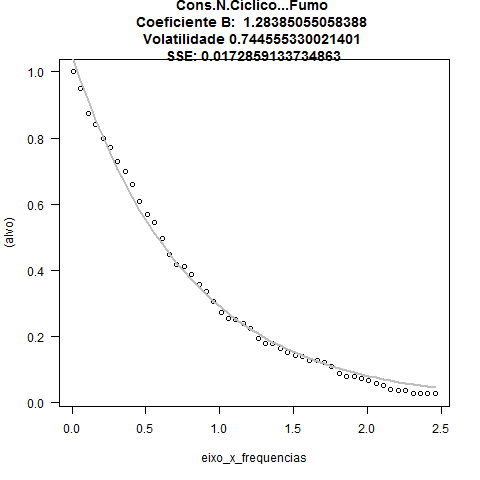 Cons.N.Ciclico...Fumo
Coeficiente B:  1.28385055058388
Volatilidade 0.744555330021401
SSE: 0.0172859133734863
1.0
0.8
0.6
0.4
0.2
0.0
(alvo)
0.0
0.5
1.0
1.5
2.0
2.5
eixo_x_frequencias